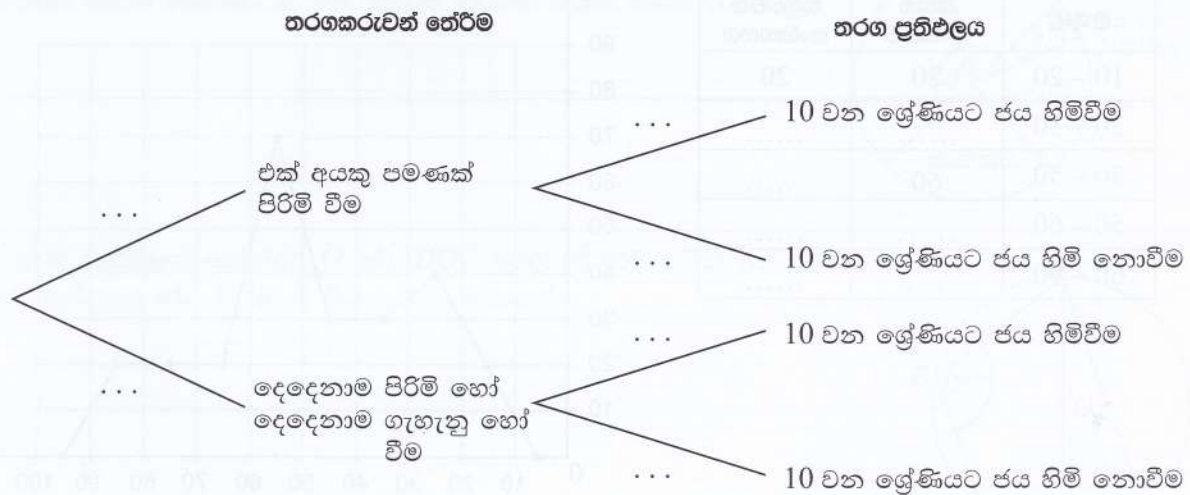 තරගකරුවන් තේරීම
තරග ප්‍රතිඵලය
. . .
10 වන ශ්‍රේණියට ජය හිමිවීම
එක් අයකු පමණක්
පිරිමි වීම
. . .
. . .
10 වන ශ්‍රේණියට ජය හිමි නොවීම
. . .
10 වන ශ්‍රේණියට ජය හිමිවීම
. . .
දෙදෙනාම පිරිමි හෝ
දෙදෙනාම ගැහැනු හෝ
වීම
. . .
10 වන ශ්‍රේණියට ජය හිමි නොවීම